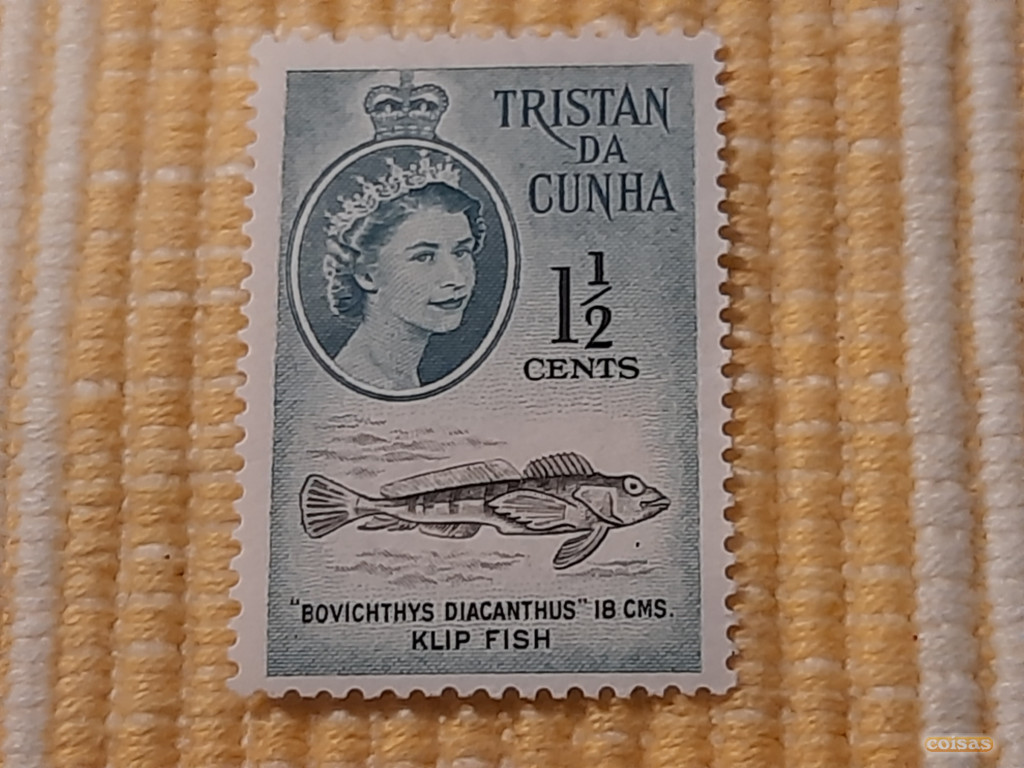 TRISTAN
DA
CUNHA
1½
CENTS
"BOVICHTHYS DIACANTHUS" 18 CMS.
KLIP FISH
coisas